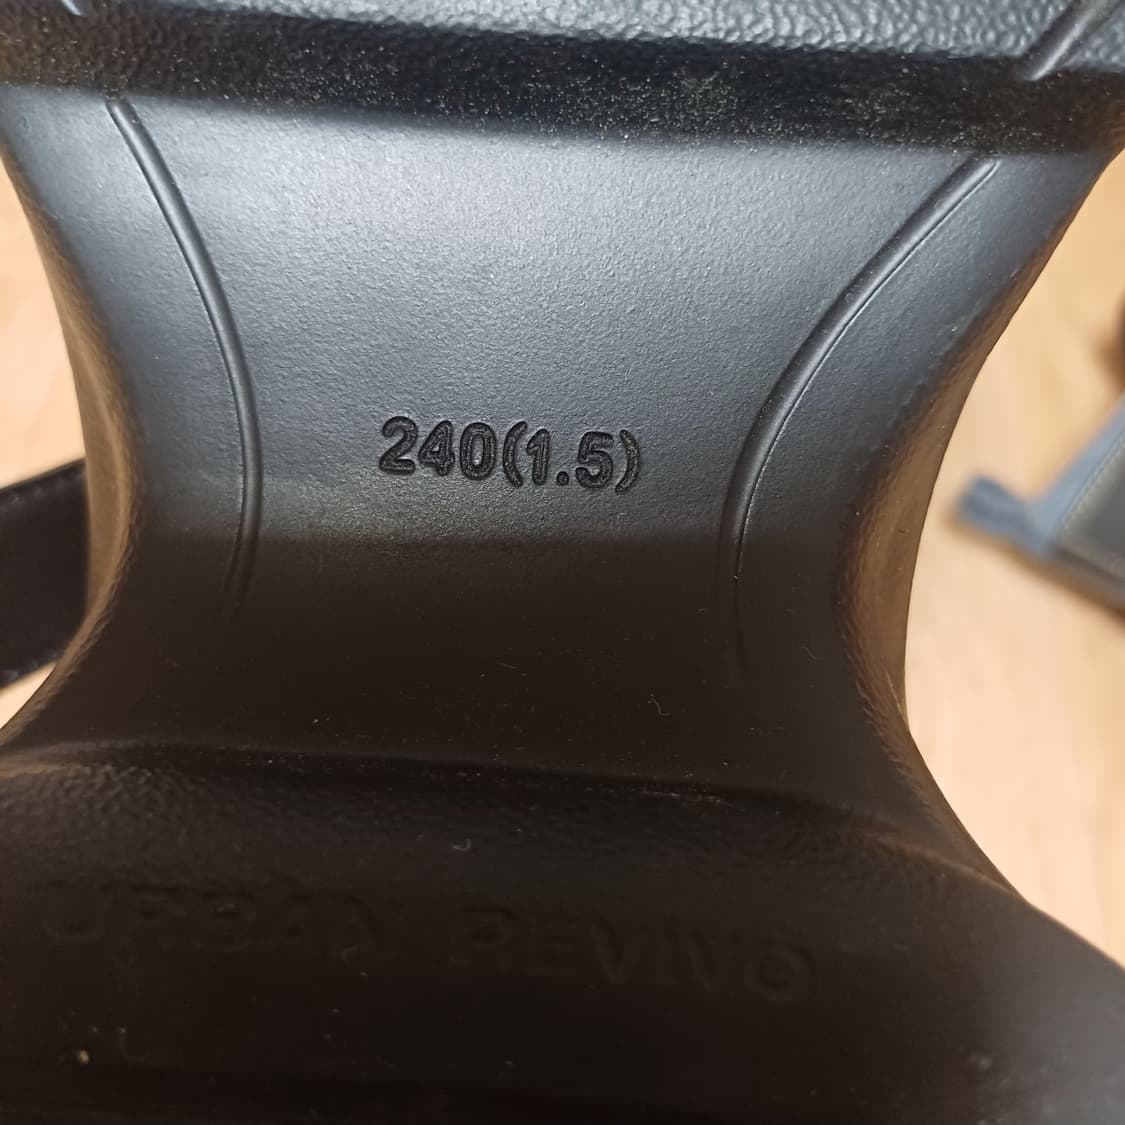 240(1.5)
URBAN REVIVO